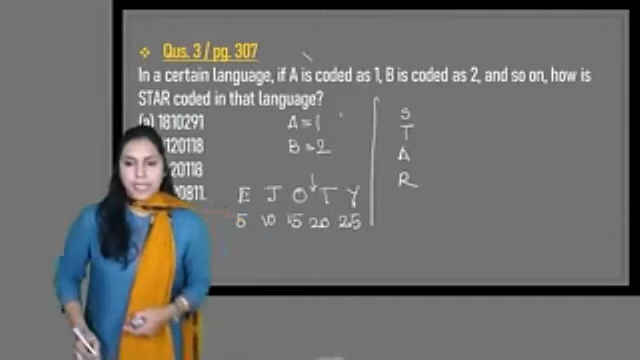 ❖ Qus. 3 / pg. 307
In a certain language, if A is coded as 1, B is coded as 2, and so on, how is
STAR coded in that language?
(a) 1810291
120118
20118
20811.
A = 1
B = 2
E J O T Y
5 10 15 20 25
S
T
A
R